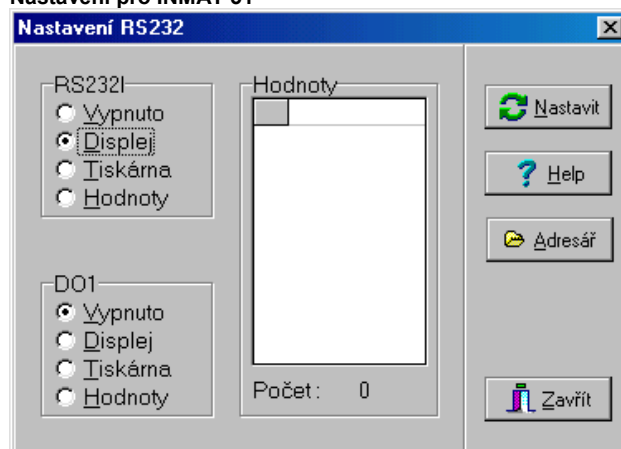 Nastavení pro INMAT 51
Nastavení RS232
RS232I
Vypnuto
Displej
Tiskárna
Hodnoty
DO1
Vypnuto
Displej
Tiskárna
Hodnoty
Hodnoty
Počet: 0
Nastavit
Help
Adresář
Zavřít